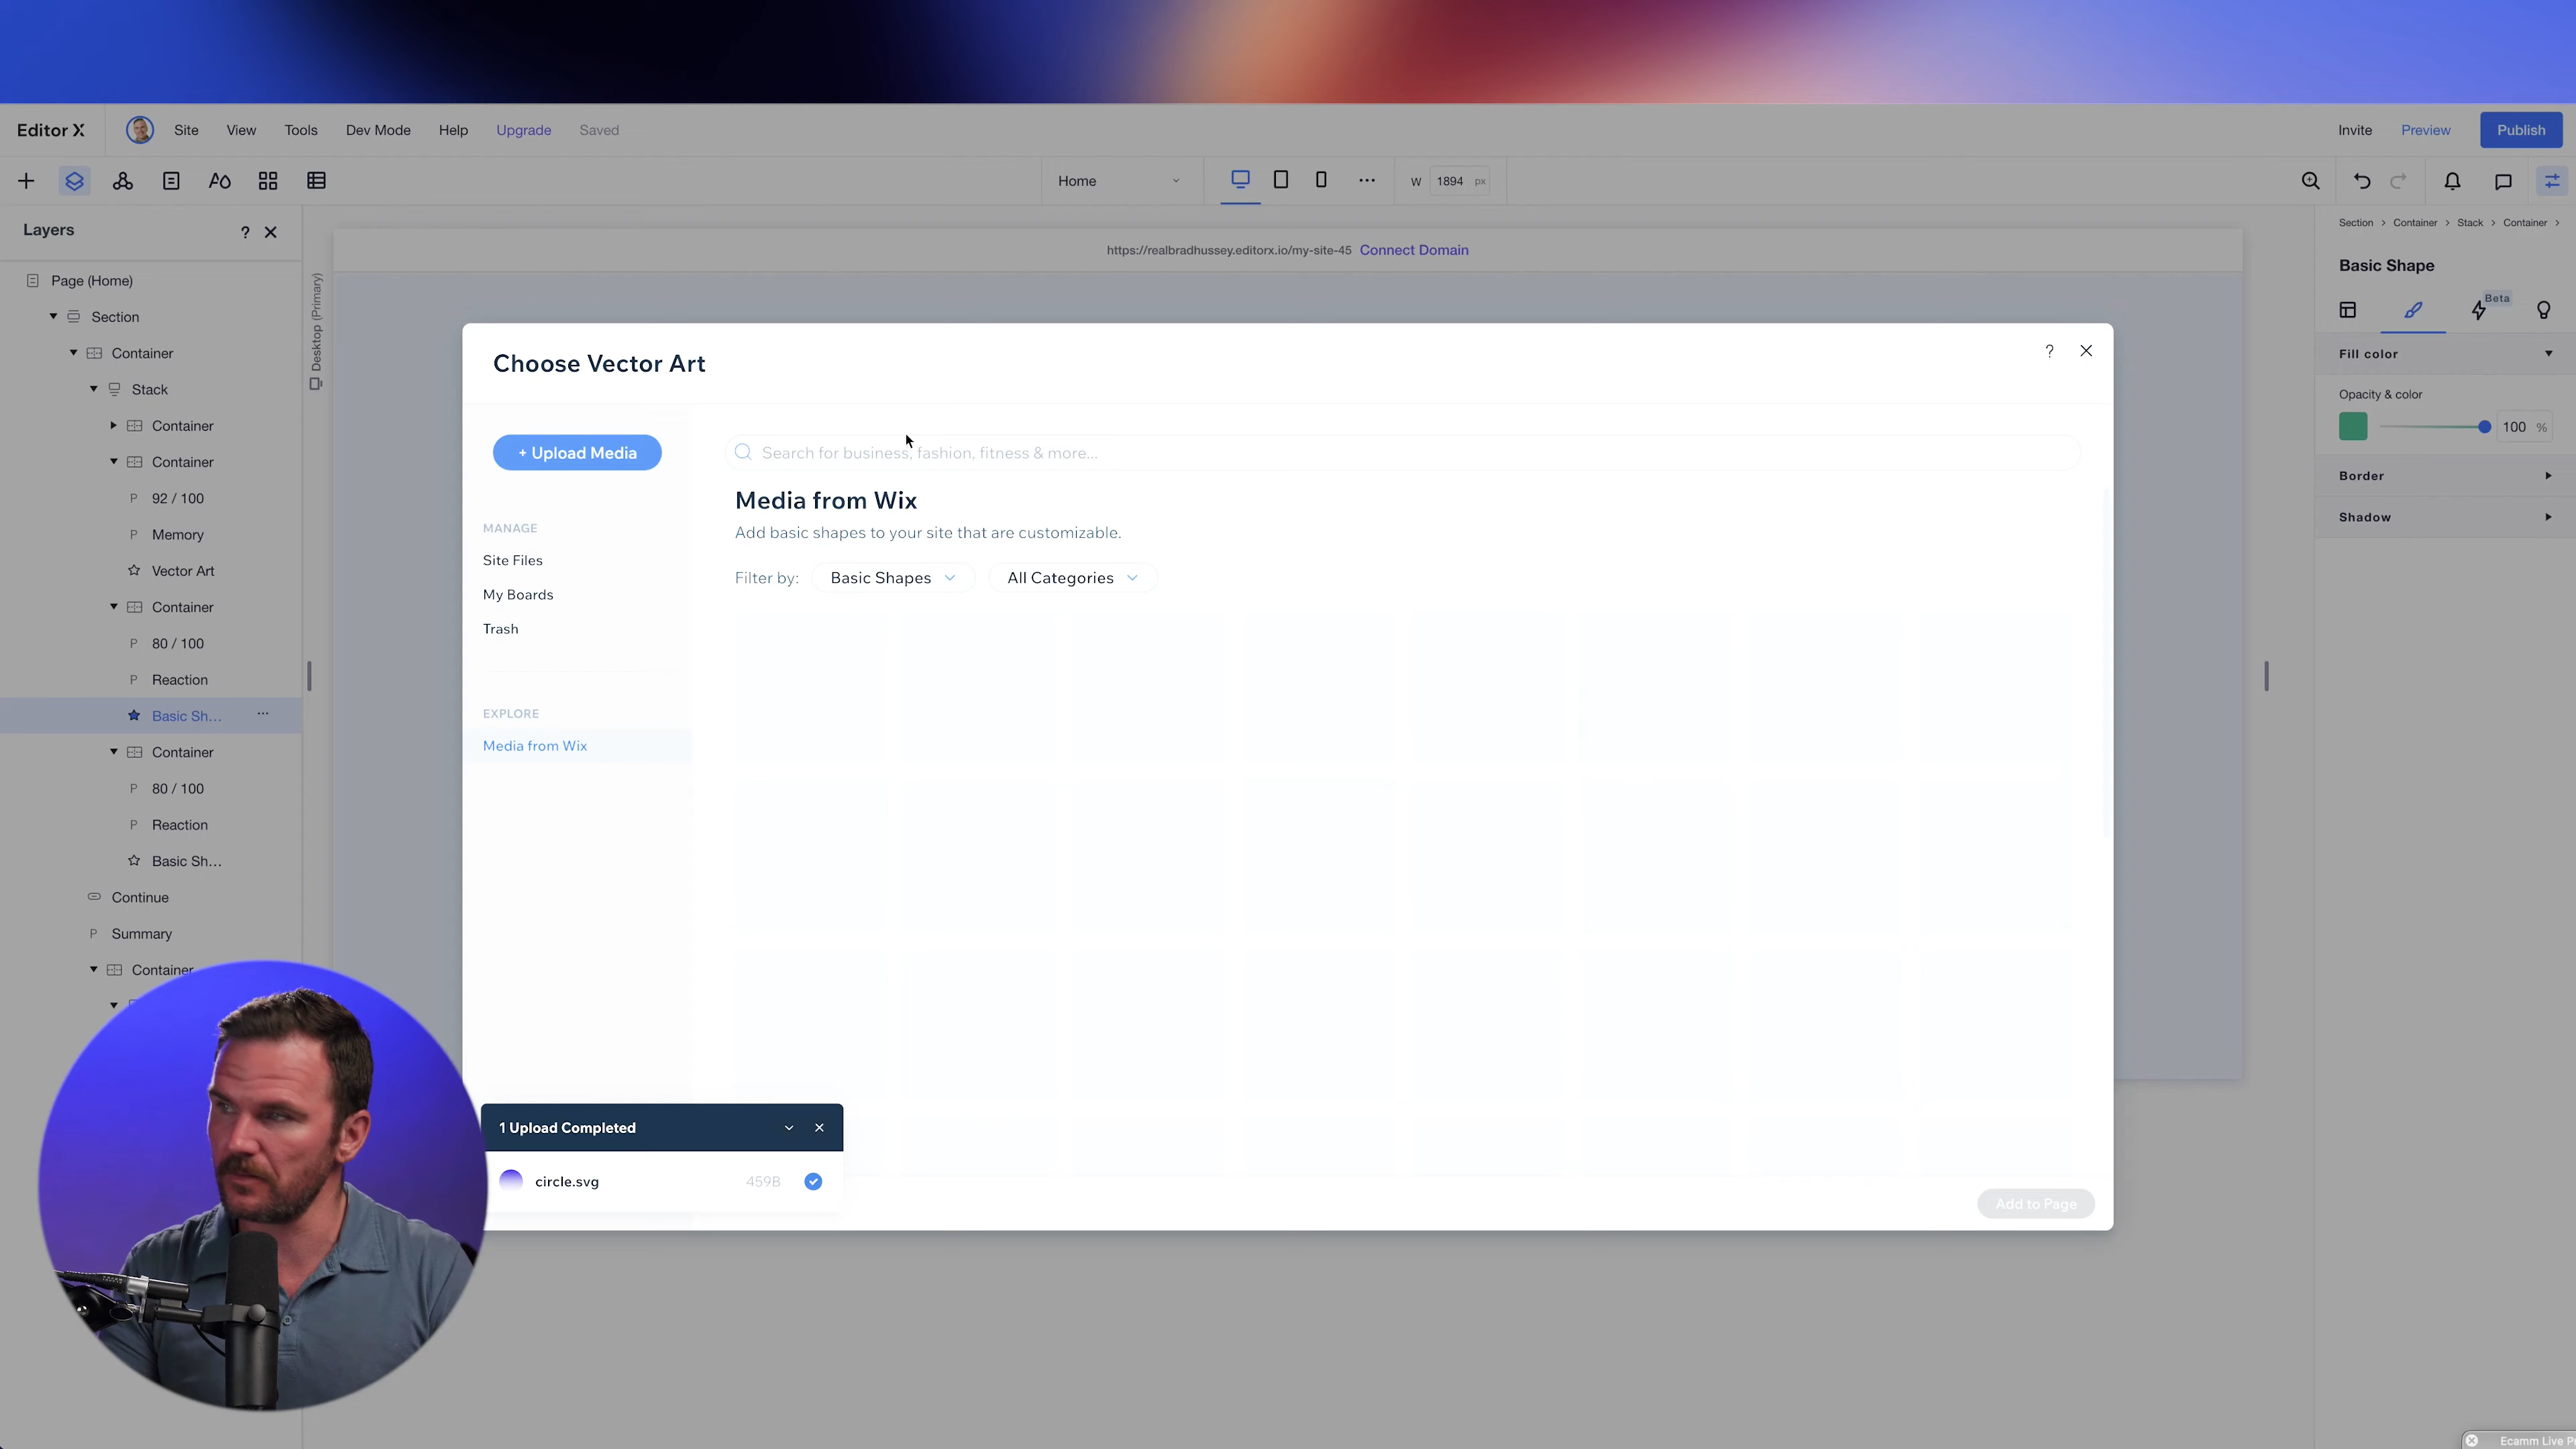 Editor X
Site
View
Tools
Dev Mode
Help
Upgrade
Saved
Invite
Preview
Publish
Home
W
1894
px
Layers
?
Page (Home)
Section
Container
Stack
Container
Container
92 / 100
Memory
Vector Art
Container
80 / 100
Reaction
Basic Sh...
Container
80 / 100
Reaction
Basic Sh...
Continue
Summary
Container
Desktop (Primary)
https://realbradhussey.editorx.io/my-site-45 Connect Domain
Choose Vector Art
?
+ Upload Media
Search for business, fashion, fitness & more...
MANAGE
Site Files
My Boards
Trash
EXPLORE
Media from Wix
Media from Wix
Add basic shapes to your site that are customizable.
Filter by:
Basic Shapes
All Categories
1 Upload Completed
circle.svg
459B
Add to Page
Section > Container > Stack > Container >
Basic Shape
Beta
Fill color
Opacity & color
100 %
Border
Shadow
Ecamm Live